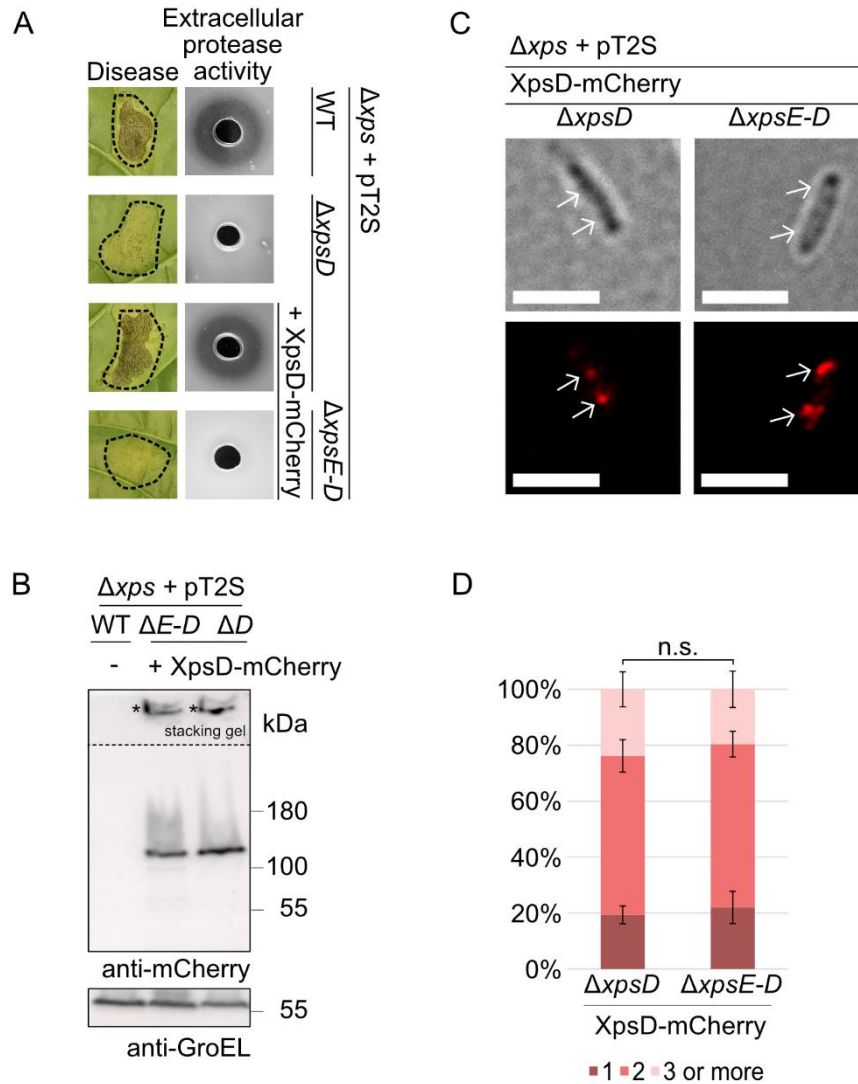 A
Extracellular
protease
Disease activity
WT
ΔxpsD
+ XpsD-mCherry
ΔxpsE-D
Δxps + pT2S
B
Δxps + pT2S
WT ΔE-D ΔD
- + XpsD-mCherry
kDa
* *
stacking gel
180
100
55
anti-mCherry
55
anti-GroEL
C
Δxps + pT2S
XpsD-mCherry
ΔxpsD ΔxpsE-D
D
n.s.
100%
80%
60%
40%
20%
0%
ΔxpsD ΔxpsE-D
XpsD-mCherry
1 2 3 or more